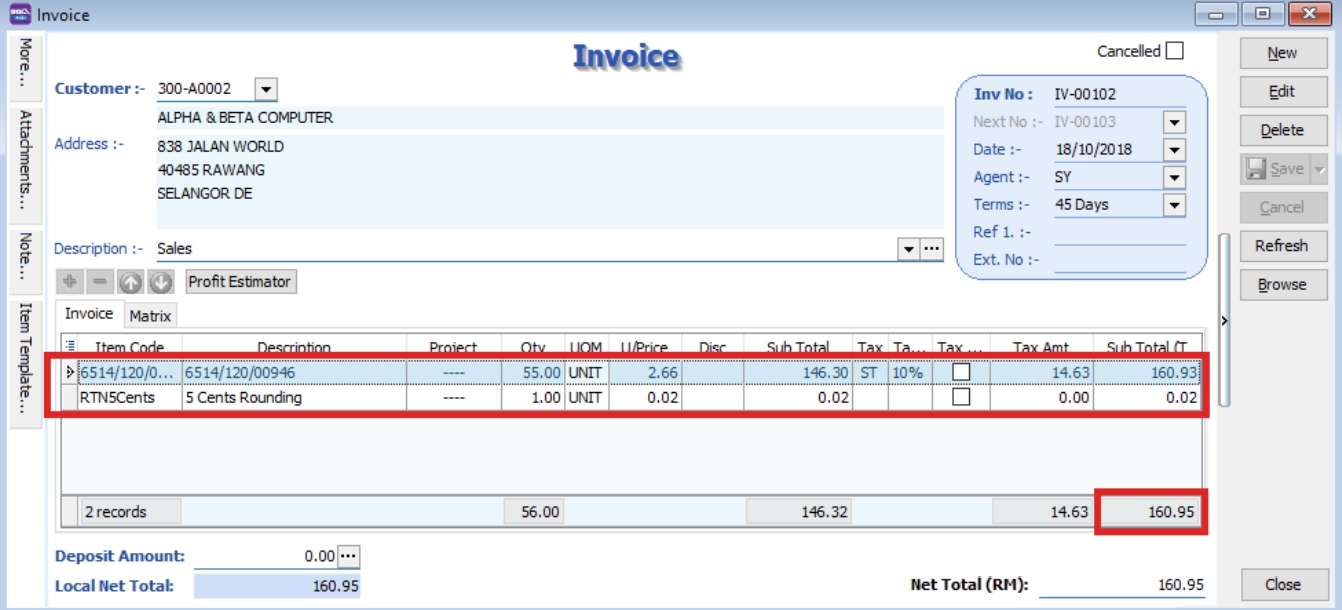 Invoice
More...
Attachments...
Note...
Item Template...
Invoice
Cancelled
Customer :- 300-A0002
ALPHA & BETA COMPUTER
Address :- 838 JALAN WORLD
40485 RAWANG
SELANGOR DE
Inv No : IV-00102
Next No :- IV-00103
Date :- 18/10/2018
Agent :- SY
Terms :- 45 Days
Ref 1. :-
Ext. No :-
Description :- Sales
Profit Estimator
Invoice Matrix
Item Code Description Project Qty UOM U/Price Disc Sub Total Tax Ta... Tax ... Tax Amt Sub Total (T
6514/120/0... 6514/120/00946 ---- 55.00 UNIT 2.66 146.30 ST 10% 14.63 160.93
RTN5Cents 5 Cents Rounding ---- 1.00 UNIT 0.02 0.02 0.00 0.02
2 records 56.00 146.32 14.63 160.95
Deposit Amount: 0.00 ...
Local Net Total: 160.95
Net Total (RM): 160.95
New
Edit
Delete
Save
Cancel
Refresh
Browse
Close